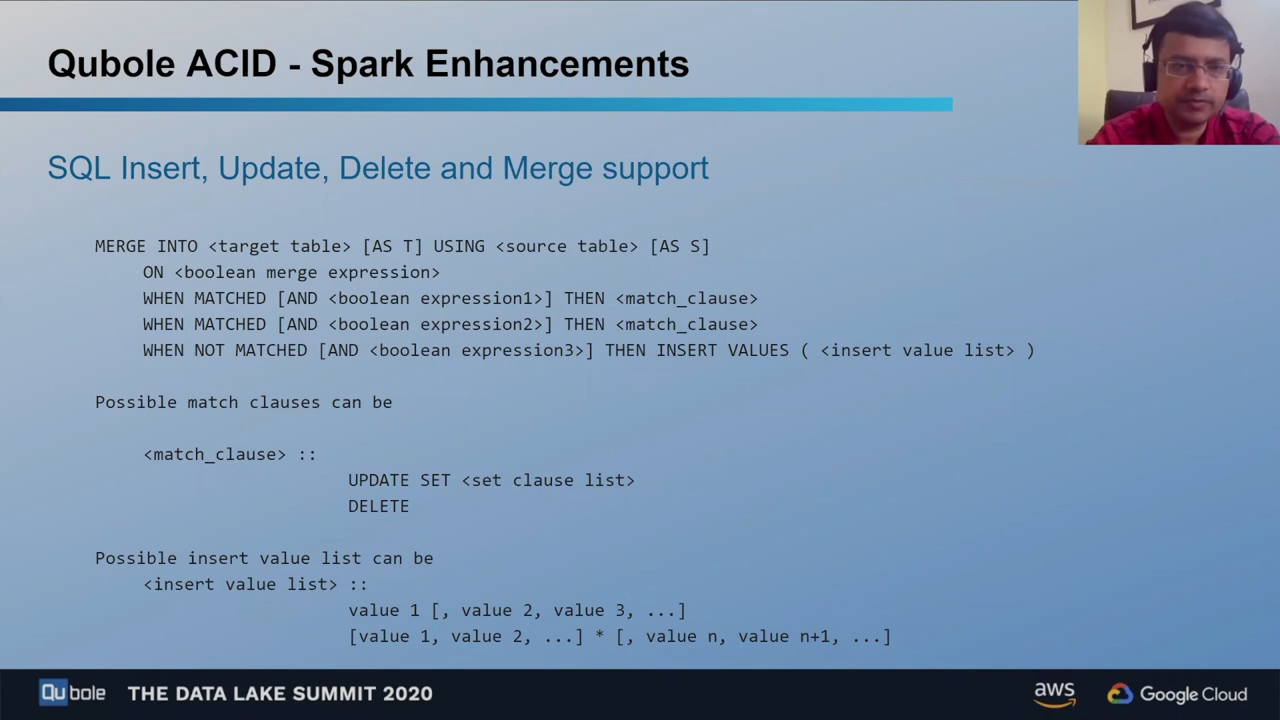 Qubole ACID - Spark Enhancements
SQL Insert, Update, Delete and Merge support
MERGE INTO <target table> [AS T] USING <source table> [AS S]
ON <boolean merge expression>
WHEN MATCHED [AND <boolean expression1>] THEN <match_clause>
WHEN MATCHED [AND <boolean expression2>] THEN <match_clause>
WHEN NOT MATCHED [AND <boolean expression3>] THEN INSERT VALUES ( <insert value list> )
Possible match clauses can be
<match_clause> ::
UPDATE SET <set clause list>
DELETE
Possible insert value list can be
<insert value list> ::
value 1 [, value 2, value 3, ...]
[value 1, value 2, ...] * [, value n, value n+1, ...]
Qubole THE DATA LAKE SUMMIT 2020 aws Google Cloud